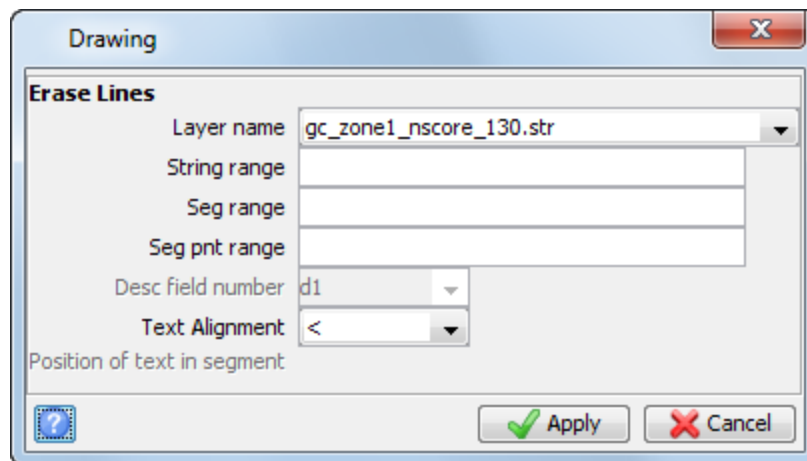 Drawing
Erase Lines
Layer name gc_zone1_nscore_130.str
String range
Seg range
Seg pnt range
Desc field number d1
Text Alignment <
Position of text in segment
? Apply Cancel